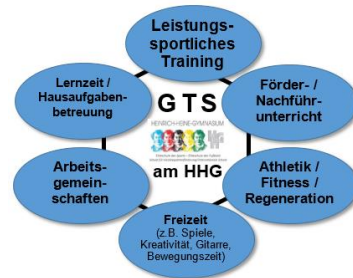 Leistungs-
sportliches
Training
Lernzeit /
Hausaufgaben-
betreuung
GTS
HEINRICH-HEINE-GYMNASIUM
Förder- /
Nachführ-
unterricht
Arbeits-
gemein-
schaften
am HHG
Athletik /
Fitness /
Regeneration
Freizeit
(z.B. Spiele,
Kreativität, Gitarre,
Bewegungszeit)